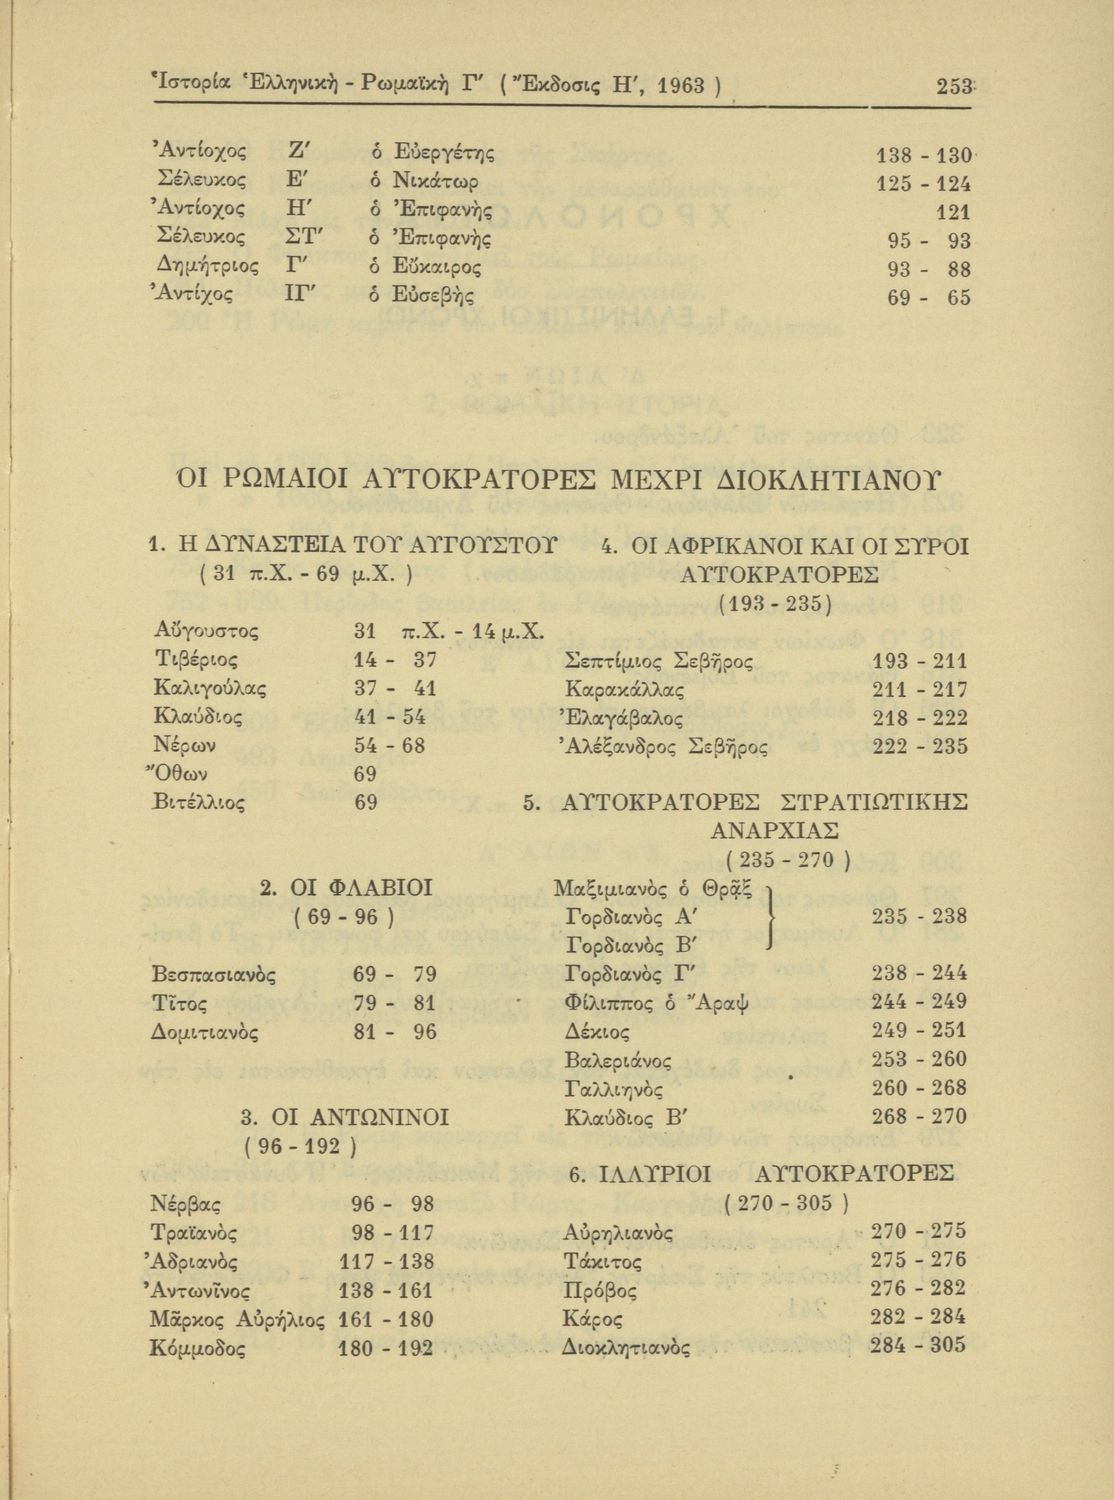 Ἱστορία Ἑλληνικὴ - Ρωμαϊκὴ Γ′ ( Ἔκδοσις Η′, 1963 ) 253
Ἀντίοχος Ζ′ ὁ Εὐεργέτης 138 - 130
Σέλευκος Ε′ ὁ Νικάτωρ 125 - 124
Ἀντίοχος Η′ ὁ Ἐπιφανὴς 121
Σέλευκος ΣΤ′ ὁ Ἐπιφανὴς 95 - 93
Δημήτριος Γ′ ὁ Εὔκαιρος 93 - 88
Ἀντίχος ΙΓ′ ὁ Εὐσεβὴς 69 - 65
ΟΙ ΡΩΜΑΙΟΙ ΑΥΤΟΚΡΑΤΟΡΕΣ ΜΕΧΡΙ ΔΙΟΚΛΗΤΙΑΝΟΥ
1. Η ΔΥΝΑΣΤΕΙΑ ΤΟΥ ΑΥΓΟΥΣΤΟΥ
( 31 π.Χ. - 69 μ.Χ. )
Αὔγουστος 31 π.Χ. - 14 μ.Χ.
Τιβέριος 14 - 37
Καλιγούλας 37 - 41
Κλαύδιος 41 - 54
Νέρων 54 - 68
Ὄθων 69
Βιτέλλιος 69
2. ΟΙ ΦΛΑΒΙΟΙ
( 69 - 96 )
Βεσπασιανὸς 69 - 79
Τῖτος 79 - 81
Δομιτιανὸς 81 - 96
3. ΟΙ ΑΝΤΩΝΙΝΟΙ
( 96 - 192 )
Νέρβας 96 - 98
Τραϊανὸς 98 - 117
Ἀδριανὸς 117 - 138
Ἀντωνῖνος 138 - 161
Μᾶρκος Αὐρήλιος 161 - 180
Κόμμοδος 180 - 192
4. ΟΙ ΑΦΡΙΚΑΝΟΙ ΚΑΙ ΟΙ ΣΥΡΟΙ
ΑΥΤΟΚΡΑΤΟΡΕΣ
(193 - 235)
Σεπτίμιος Σεβῆρος 193 - 211
Καρακάλλας 211 - 217
Ἐλαγάβαλος 218 - 222
Ἀλέξανδρος Σεβῆρος 222 - 235
5. ΑΥΤΟΚΡΑΤΟΡΕΣ ΣΤΡΑΤΙΩΤΙΚΗΣ
ΑΝΑΡΧΙΑΣ
( 235 - 270 )
Μαξιμιανὸς ὁ Θρᾷξ
Γορδιανὸς Α′ 235 - 238
Γορδιανὸς Β′
Γορδιανὸς Γ′ 238 - 244
Φίλιππος ὁ Ἄραψ 244 - 249
Δέκιος 249 - 251
Βαλεριάνος 253 - 260
Γαλλιηνὸς 260 - 268
Κλαύδιος Β′ 268 - 270
6. ΙΛΛΥΡΙΟΙ ΑΥΤΟΚΡΑΤΟΡΕΣ
( 270 - 305 )
Αὐρηλιανὸς 270 - 275
Τάκιτος 275 - 276
Πρόβος 276 - 282
Κάρος 282 - 284
Διοκλητιανὸς 284 - 305